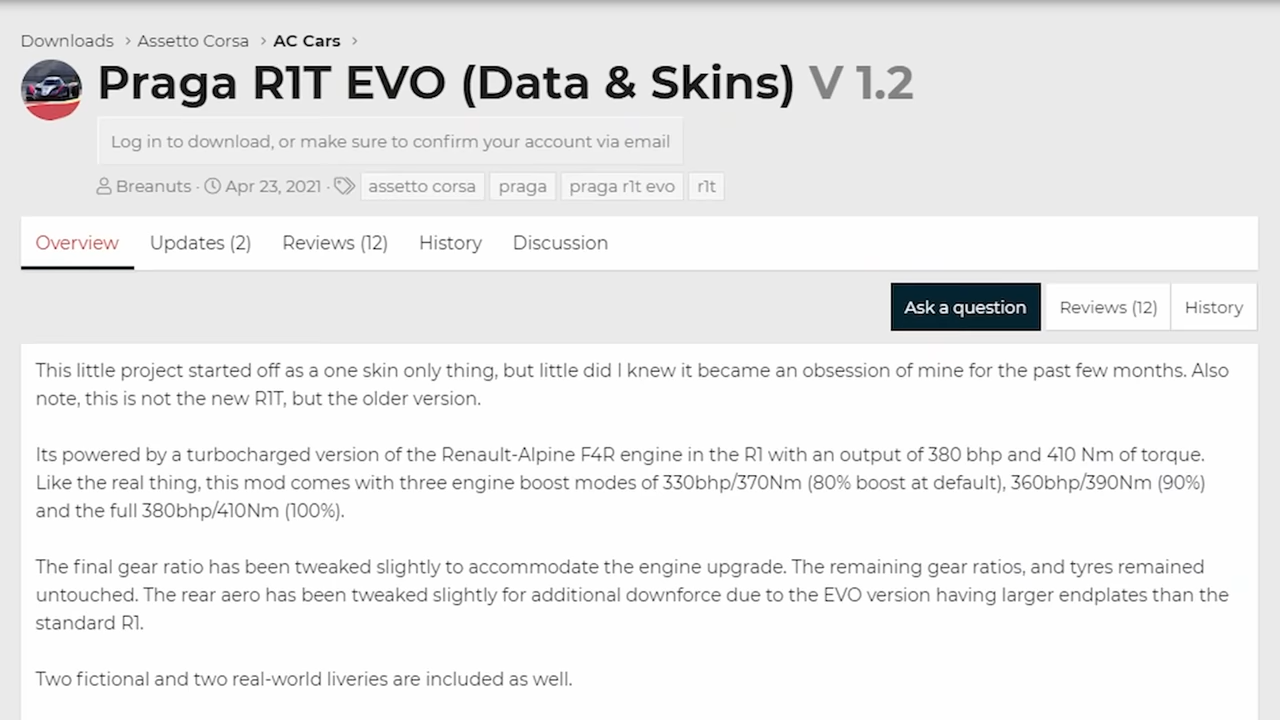 Downloads > Assetto Corsa > AC Cars >
Praga R1T EVO (Data & Skins) V 1.2
Log in to download, or make sure to confirm your account via email
Breanuts · Apr 23, 2021 · assetto corsa praga praga r1t evo r1t
Overview Updates (2) Reviews (12) History Discussion
Ask a question Reviews (12) History
This little project started off as a one skin only thing, but little did I knew it became an obsession of mine for the past few months. Also
note, this is not the new R1T, but the older version.
Its powered by a turbocharged version of the Renault-Alpine F4R engine in the R1 with an output of 380 bhp and 410 Nm of torque.
Like the real thing, this mod comes with three engine boost modes of 330bhp/370Nm (80% boost at default), 360bhp/390Nm (90%)
and the full 380bhp/410Nm (100%).
The final gear ratio has been tweaked slightly to accommodate the engine upgrade. The remaining gear ratios, and tyres remained
untouched. The rear aero has been tweaked slightly for additional downforce due to the EVO version having larger endplates than the
standard R1.
Two fictional and two real-world liveries are included as well.